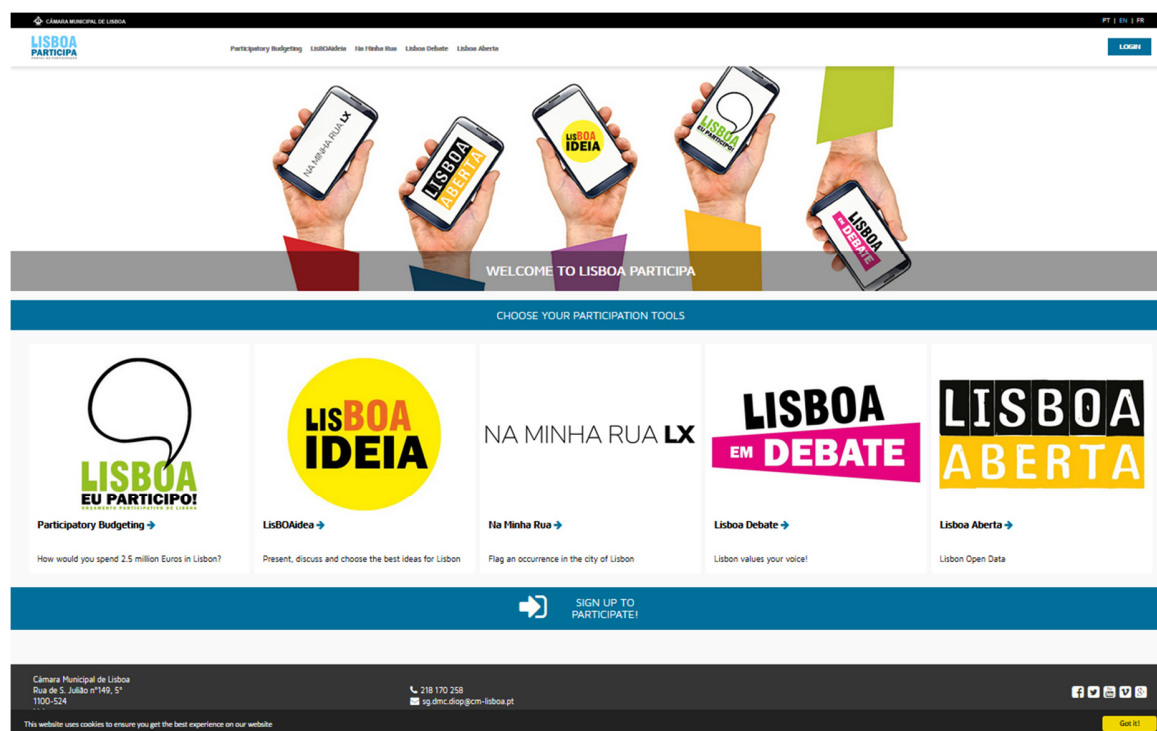 CÂMARA MUNICIPAL DE LISBOA
PT | EN | FR
LISBOA
PARTICIPA
PORTAL DE PARTICIPAÇÃO
Participatory Budgeting LisBOAideia Na Minha Rua Lisboa Debate Lisboa Aberta
LOGIN
NA MINHA RUA LX
LISBOA
ABERTA
LISBOA
IDEIA
LISBOA
EU PARTICIPO!
LISBOA
EM DEBATE
WELCOME TO LISBOA PARTICIPA
CHOOSE YOUR PARTICIPATION TOOLS
LISBOA
EU PARTICIPO!
ORÇAMENTO PARTICIPATIVO DE LISBOA
Participatory Budgeting →
How would you spend 2.5 million Euros in Lisbon?
LISBOA
IDEIA
LisBOAidea →
Present, discuss and choose the best ideas for Lisbon
NA MINHA RUA LX
Na Minha Rua →
Flag an occurrence in the city of Lisbon
LISBOA
EM DEBATE
Lisboa Debate →
Lisbon values your voice!
LISBOA
ABERTA
Lisboa Aberta →
Lisbon Open Data
SIGN UP TO
PARTICIPATE!
Câmara Municipal de Lisboa
Rua de S. Julião nº149, 5º
1100-524
218 170 258
sg.dmc.diop@cm-lisboa.pt
This website uses cookies to ensure you get the best experience on our website
Got it!